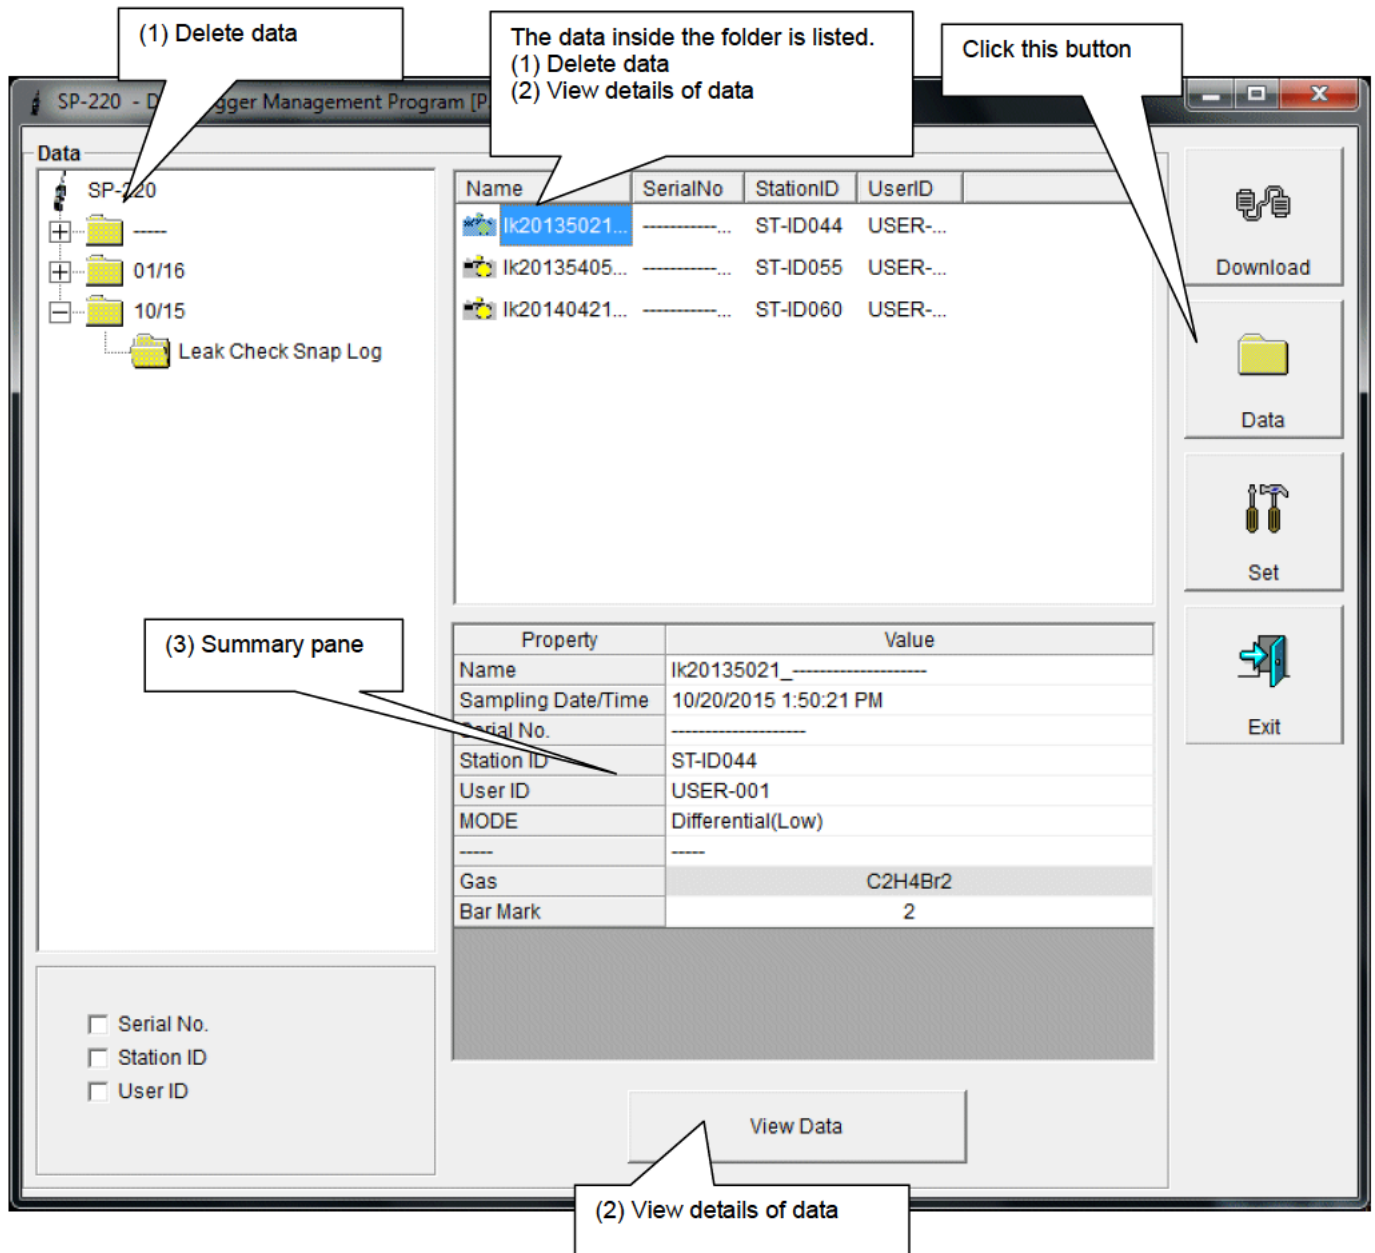 (1) Delete data
The data inside the folder is listed.
(1) Delete data
(2) View details of data
Click this button
SP-220 - D gger Management Program [P
Data
SP-220
-----
01/16
10/15
Leak Check Snap Log
Name SerialNo StationID UserID
lk20135021... -----------... ST-ID044 USER-...
lk20135405... -----------... ST-ID055 USER-...
lk20140421... -----------... ST-ID060 USER-...
Download
Data
Set
Exit
(3) Summary pane
Property Value
Name lk20135021_--------------------
Sampling Date/Time 10/20/2015 1:50:21 PM
Serial No. --------------------
Station ID ST-ID044
User ID USER-001
MODE Differential(Low)
----- -----
Gas C2H4Br2
Bar Mark 2
Serial No.
Station ID
User ID
View Data
(2) View details of data